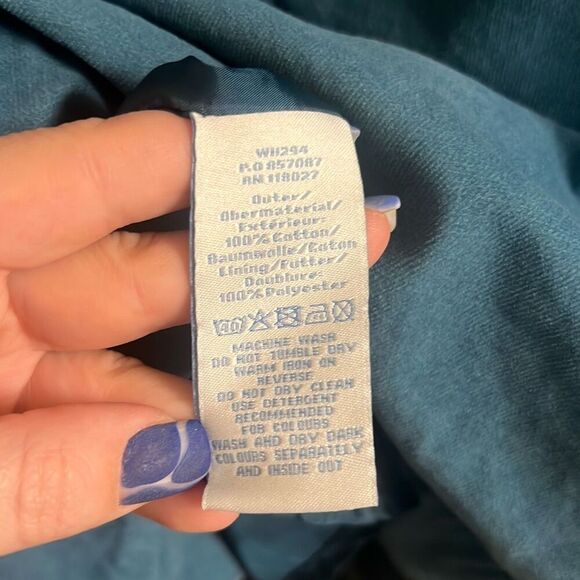 WH294
P.O 857087
RN 118027
Outer/
Obermaterial/
Extérieur:
100% Cotton/
Baumwolle/Coton
Lining/Futter/
Doublure:
100% Polyester
40
MACHINE WASH
DO NOT TUMBLE DRY
WARM IRON ON
REVERSE
DO NOT DRY CLEAN
USE DETERGENT
RECOMMENDED
FOR COLOURS
WASH AND DRY DARK
COLOURS SEPARATELY
AND INSIDE OUT